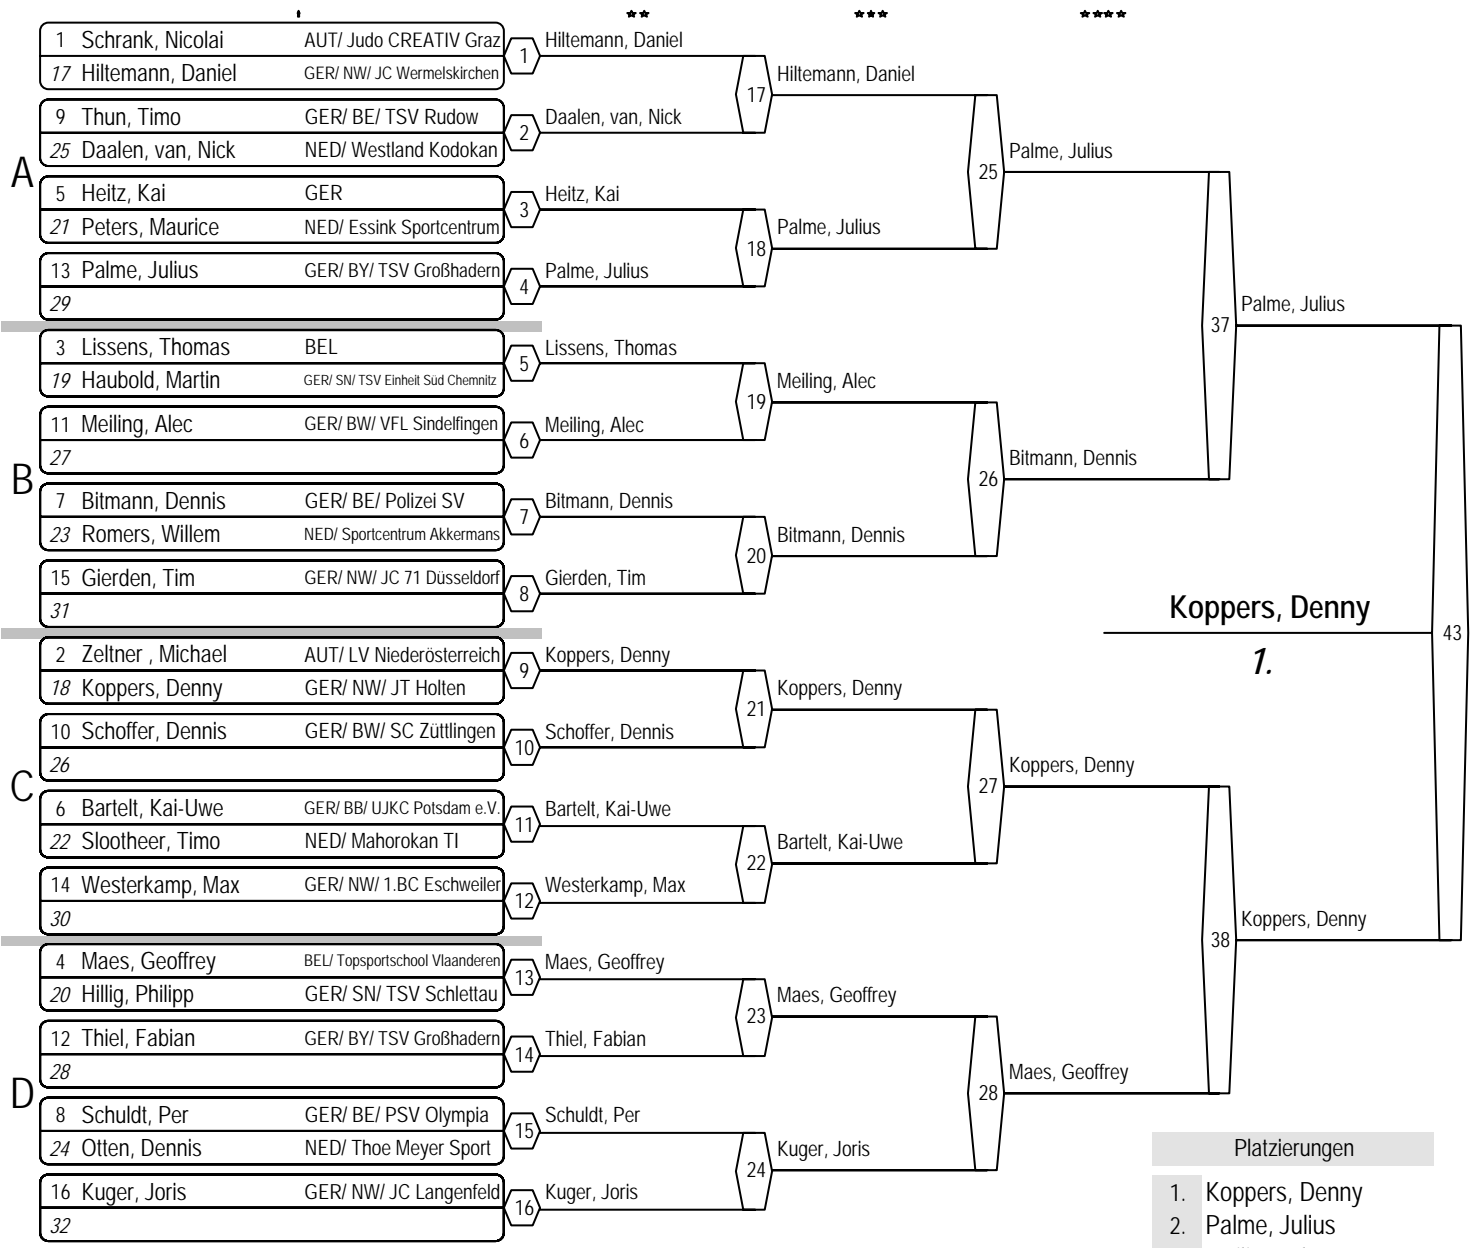 1 Schrank, Nicolai AUT/ Judo CREATIV Graz
17 Hiltemann, Daniel GER/ NW/ JC Wermelskirchen
1
Hiltemann, Daniel
9 Thun, Timo GER/ BE/ TSV Rudow
25 Daalen, van, Nick NED/ Westland Kodokan
2
Daalen, van, Nick
17
Hiltemann, Daniel
A
5 Heitz, Kai GER
21 Peters, Maurice NED/ Essink Sportcentrum
3
Heitz, Kai
13 Palme, Julius GER/ BY/ TSV Großhadern
29
4
Palme, Julius
18
Palme, Julius
25
Palme, Julius
3 Lissens, Thomas BEL
19 Haubold, Martin GER/ SN/ TSV Einheit Süd Chemnitz
5
Lissens, Thomas
11 Meiling, Alec GER/ BW/ VFL Sindelfingen
27
6
Meiling, Alec
19
Meiling, Alec
B
7 Bitmann, Dennis GER/ BE/ Polizei SV
23 Romers, Willem NED/ Sportcentrum Akkermans
7
Bitmann, Dennis
15 Gierden, Tim GER/ NW/ JC 71 Düsseldorf
31
8
Gierden, Tim
20
Bitmann, Dennis
26
Bitmann, Dennis
37
Palme, Julius
2 Zeltner , Michael AUT/ LV Niederösterreich
18 Koppers, Denny GER/ NW/ JT Holten
9
Koppers, Denny
10 Schoffer, Dennis GER/ BW/ SC Züttlingen
26
10
Schoffer, Dennis
21
Koppers, Denny
C
6 Bartelt, Kai-Uwe GER/ BB/ UJKC Potsdam e.V.
22 Slootheer, Timo NED/ Mahorokan TI
11
Bartelt, Kai-Uwe
14 Westerkamp, Max GER/ NW/ 1.BC Eschweiler
30
12
Westerkamp, Max
22
Bartelt, Kai-Uwe
27
Koppers, Denny
4 Maes, Geoffrey BEL/ Topsportschool Vlaanderen
20 Hillig, Philipp GER/ SN/ TSV Schlettau
13
Maes, Geoffrey
12 Thiel, Fabian GER/ BY/ TSV Großhadern
28
14
Thiel, Fabian
23
Maes, Geoffrey
D
8 Schuldt, Per GER/ BE/ PSV Olympia
24 Otten, Dennis NED/ Thoe Meyer Sport
15
Schuldt, Per
16 Kuger, Joris GER/ NW/ JC Langenfeld
32
16
Kuger, Joris
24
Kuger, Joris
28
Maes, Geoffrey
38
Koppers, Denny
43
Koppers, Denny
1.
Platzierungen
1. Koppers, Denny
2. Palme, Julius